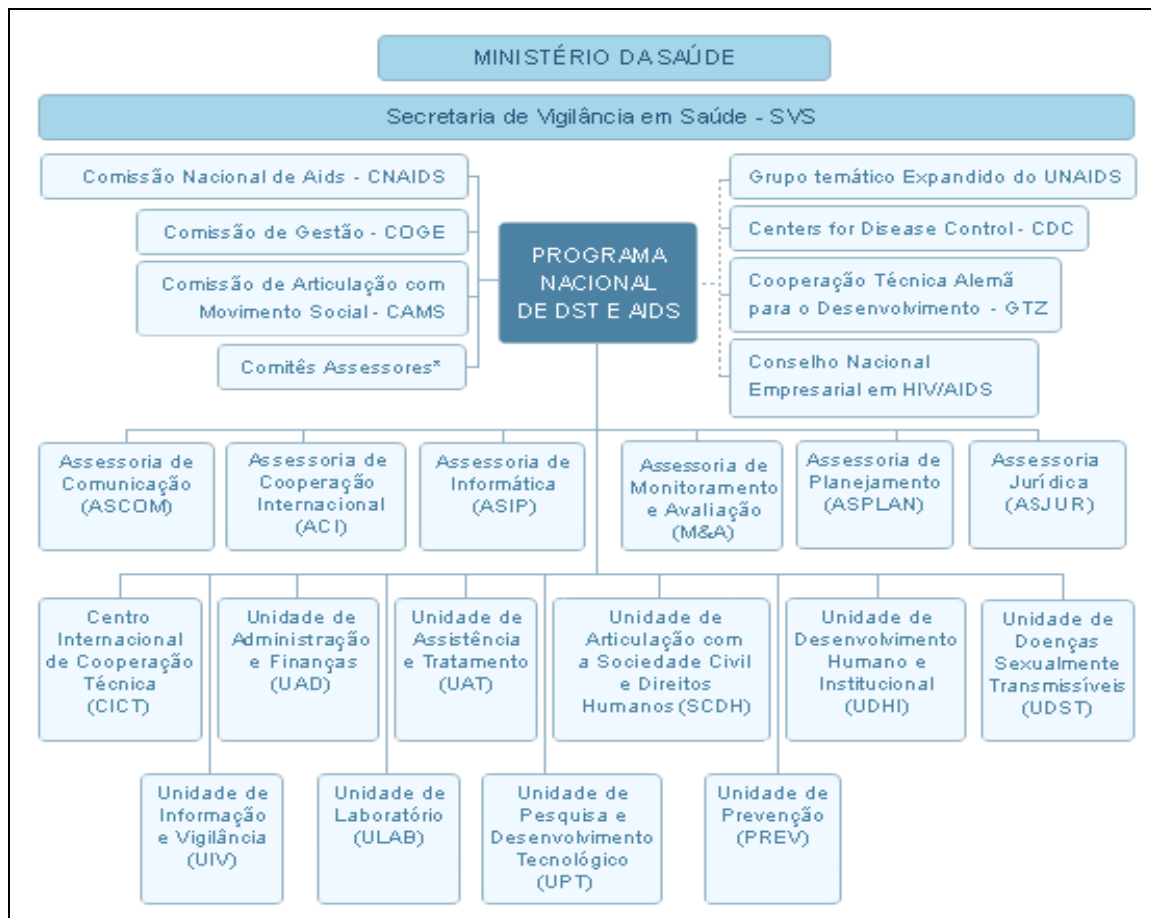 MINISTÉRIO DA SAÚDE
Secretaria de Vigilância em Saúde - SVS
Comissão Nacional de Aids - CNAIDS
Comissão de Gestão - COGE
Comissão de Articulação com
Movimento Social - CAMS
Comitês Assessores*
PROGRAMA
NACIONAL
DE DST E AIDS
Grupo temático Expandido do UNAIDS
Centers for Disease Control - CDC
Cooperação Técnica Alemã
para o Desenvolvimento - GTZ
Conselho Nacional
Empresarial em HIV/AIDS
Assessoria de
Comunicação
(ASCOM)
Assessoria de
Cooperação
Internacional
(ACI)
Assessoria de
Informática
(ASIP)
Assessoria de
Monitoramento
e Avaliação
(M&A)
Assessoria de
Planejamento
(ASPLAN)
Assessoria
Jurídica
(ASJUR)
Centro
Internacional
de Cooperação
Técnica
(CICT)
Unidade de
Administração
e Finanças
(UAD)
Unidade de
Assistência
e Tratamento
(UAT)
Unidade de
Articulação com
a Sociedade Civil
e Direitos
Humanos (SCDH)
Unidade de
Desenvolvimento
Humano e
Institucional
(UDHI)
Unidade de
Doenças
Sexualmente
Transmissíveis
(UDST)
Unidade de
Informação
e Vigilância
(UIV)
Unidade de
Laboratório
(ULAB)
Unidade de
Pesquisa e
Desenvolvimento
Tecnológico
(UPT)
Unidade de
Prevenção
(PREV)